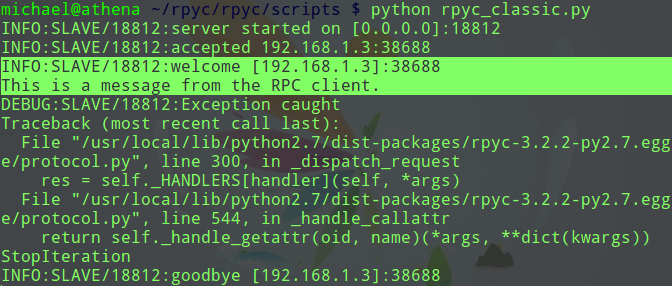 michael@athena ~/rpyc/rpyc/scripts $ python rpyc_classic.py
INFO:SLAVE/18812:server started on [0.0.0.0]:18812
INFO:SLAVE/18812:accepted 192.168.1.3:38688
INFO:SLAVE/18812:welcome [192.168.1.3]:38688
This is a message from the RPC client.
DEBUG:SLAVE/18812:Exception caught
Traceback (most recent call last):
  File "/usr/local/lib/python2.7/dist-packages/rpyc-3.2.2-py2.7.egg/cor
e/protocol.py", line 300, in _dispatch_request
    res = self._HANDLERS[handler](self, *args)
  File "/usr/local/lib/python2.7/dist-packages/rpyc-3.2.2-py2.7.egg/cor
e/protocol.py", line 544, in _handle_callattr
    return self._handle_getattr(oid, name)(*args, **dict(kwargs))
StopIteration
INFO:SLAVE/18812:goodbye [192.168.1.3]:38688